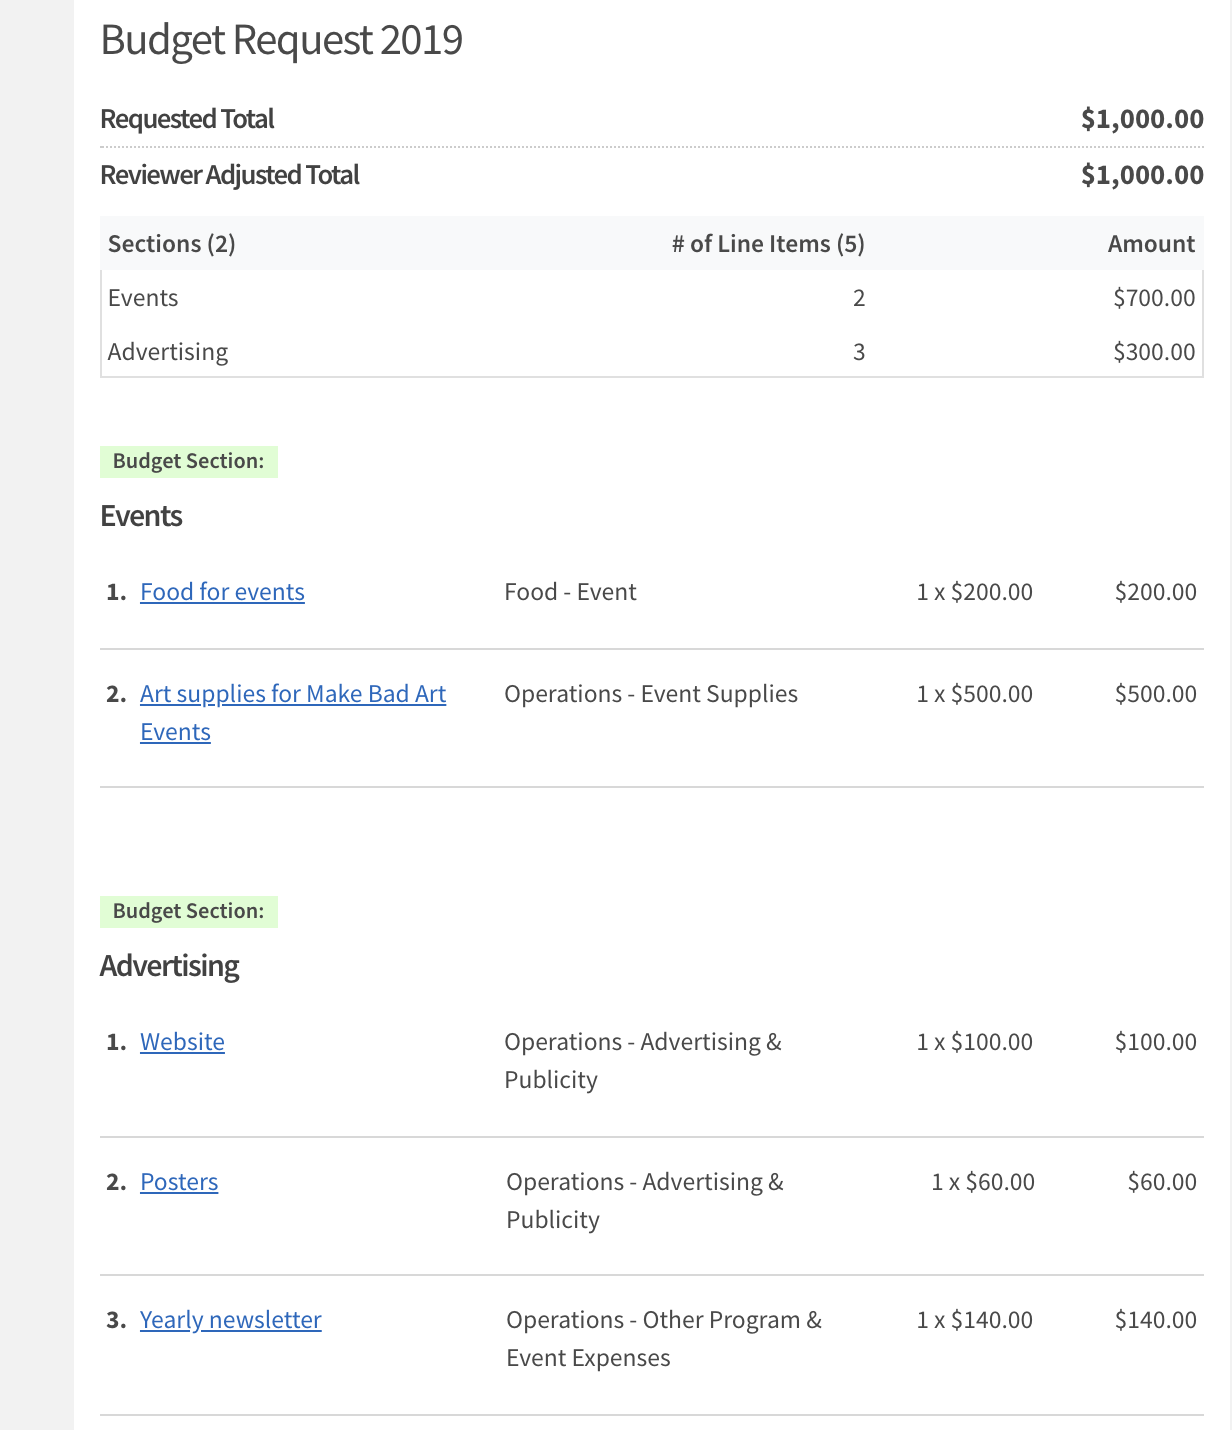 Budget Request 2019
Requested Total $1,000.00
Reviewer Adjusted Total $1,000.00
Sections (2) # of Line Items (5) Amount
Events 2 $700.00
Advertising 3 $300.00
Budget Section:
Events
1. Food for events Food - Event 1 x $200.00 $200.00
2. Art supplies for Make Bad Art Operations - Event Supplies 1 x $500.00 $500.00
Events
Budget Section:
Advertising
1. Website Operations - Advertising & 1 x $100.00 $100.00
Publicity
2. Posters Operations - Advertising & 1 x $60.00 $60.00
Publicity
3. Yearly newsletter Operations - Other Program & 1 x $140.00 $140.00
Event Expenses